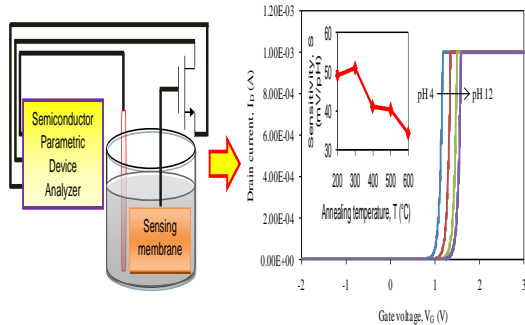 Semiconductor
Parametric
Device
Analyzer
Sensing
membrane
Drain current, I_D (A)
1.20E-03
1.00E-03
8.00E-04
6.00E-04
4.00E-04
2.00E-04
0.00E+00
-2
-1
0
1
2
3
Gate voltage, V_G (V)
pH 4
pH 12
Sensitivity, S
(mV/pH)
60
50
40
30
200
300
400
500
600
Annealing temperature, T (°C)